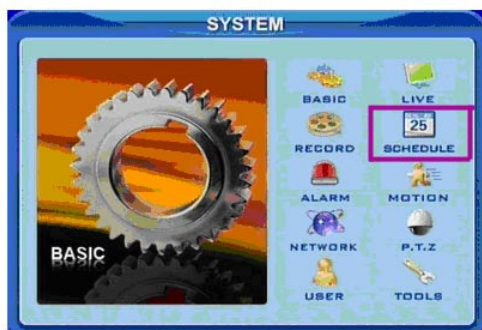 SYSTEM
BASIC LIVE
25
RECORD SCHEDULE
ALARM MOTION
BASIC
NETWORK P.T.Z
USER TOOLS